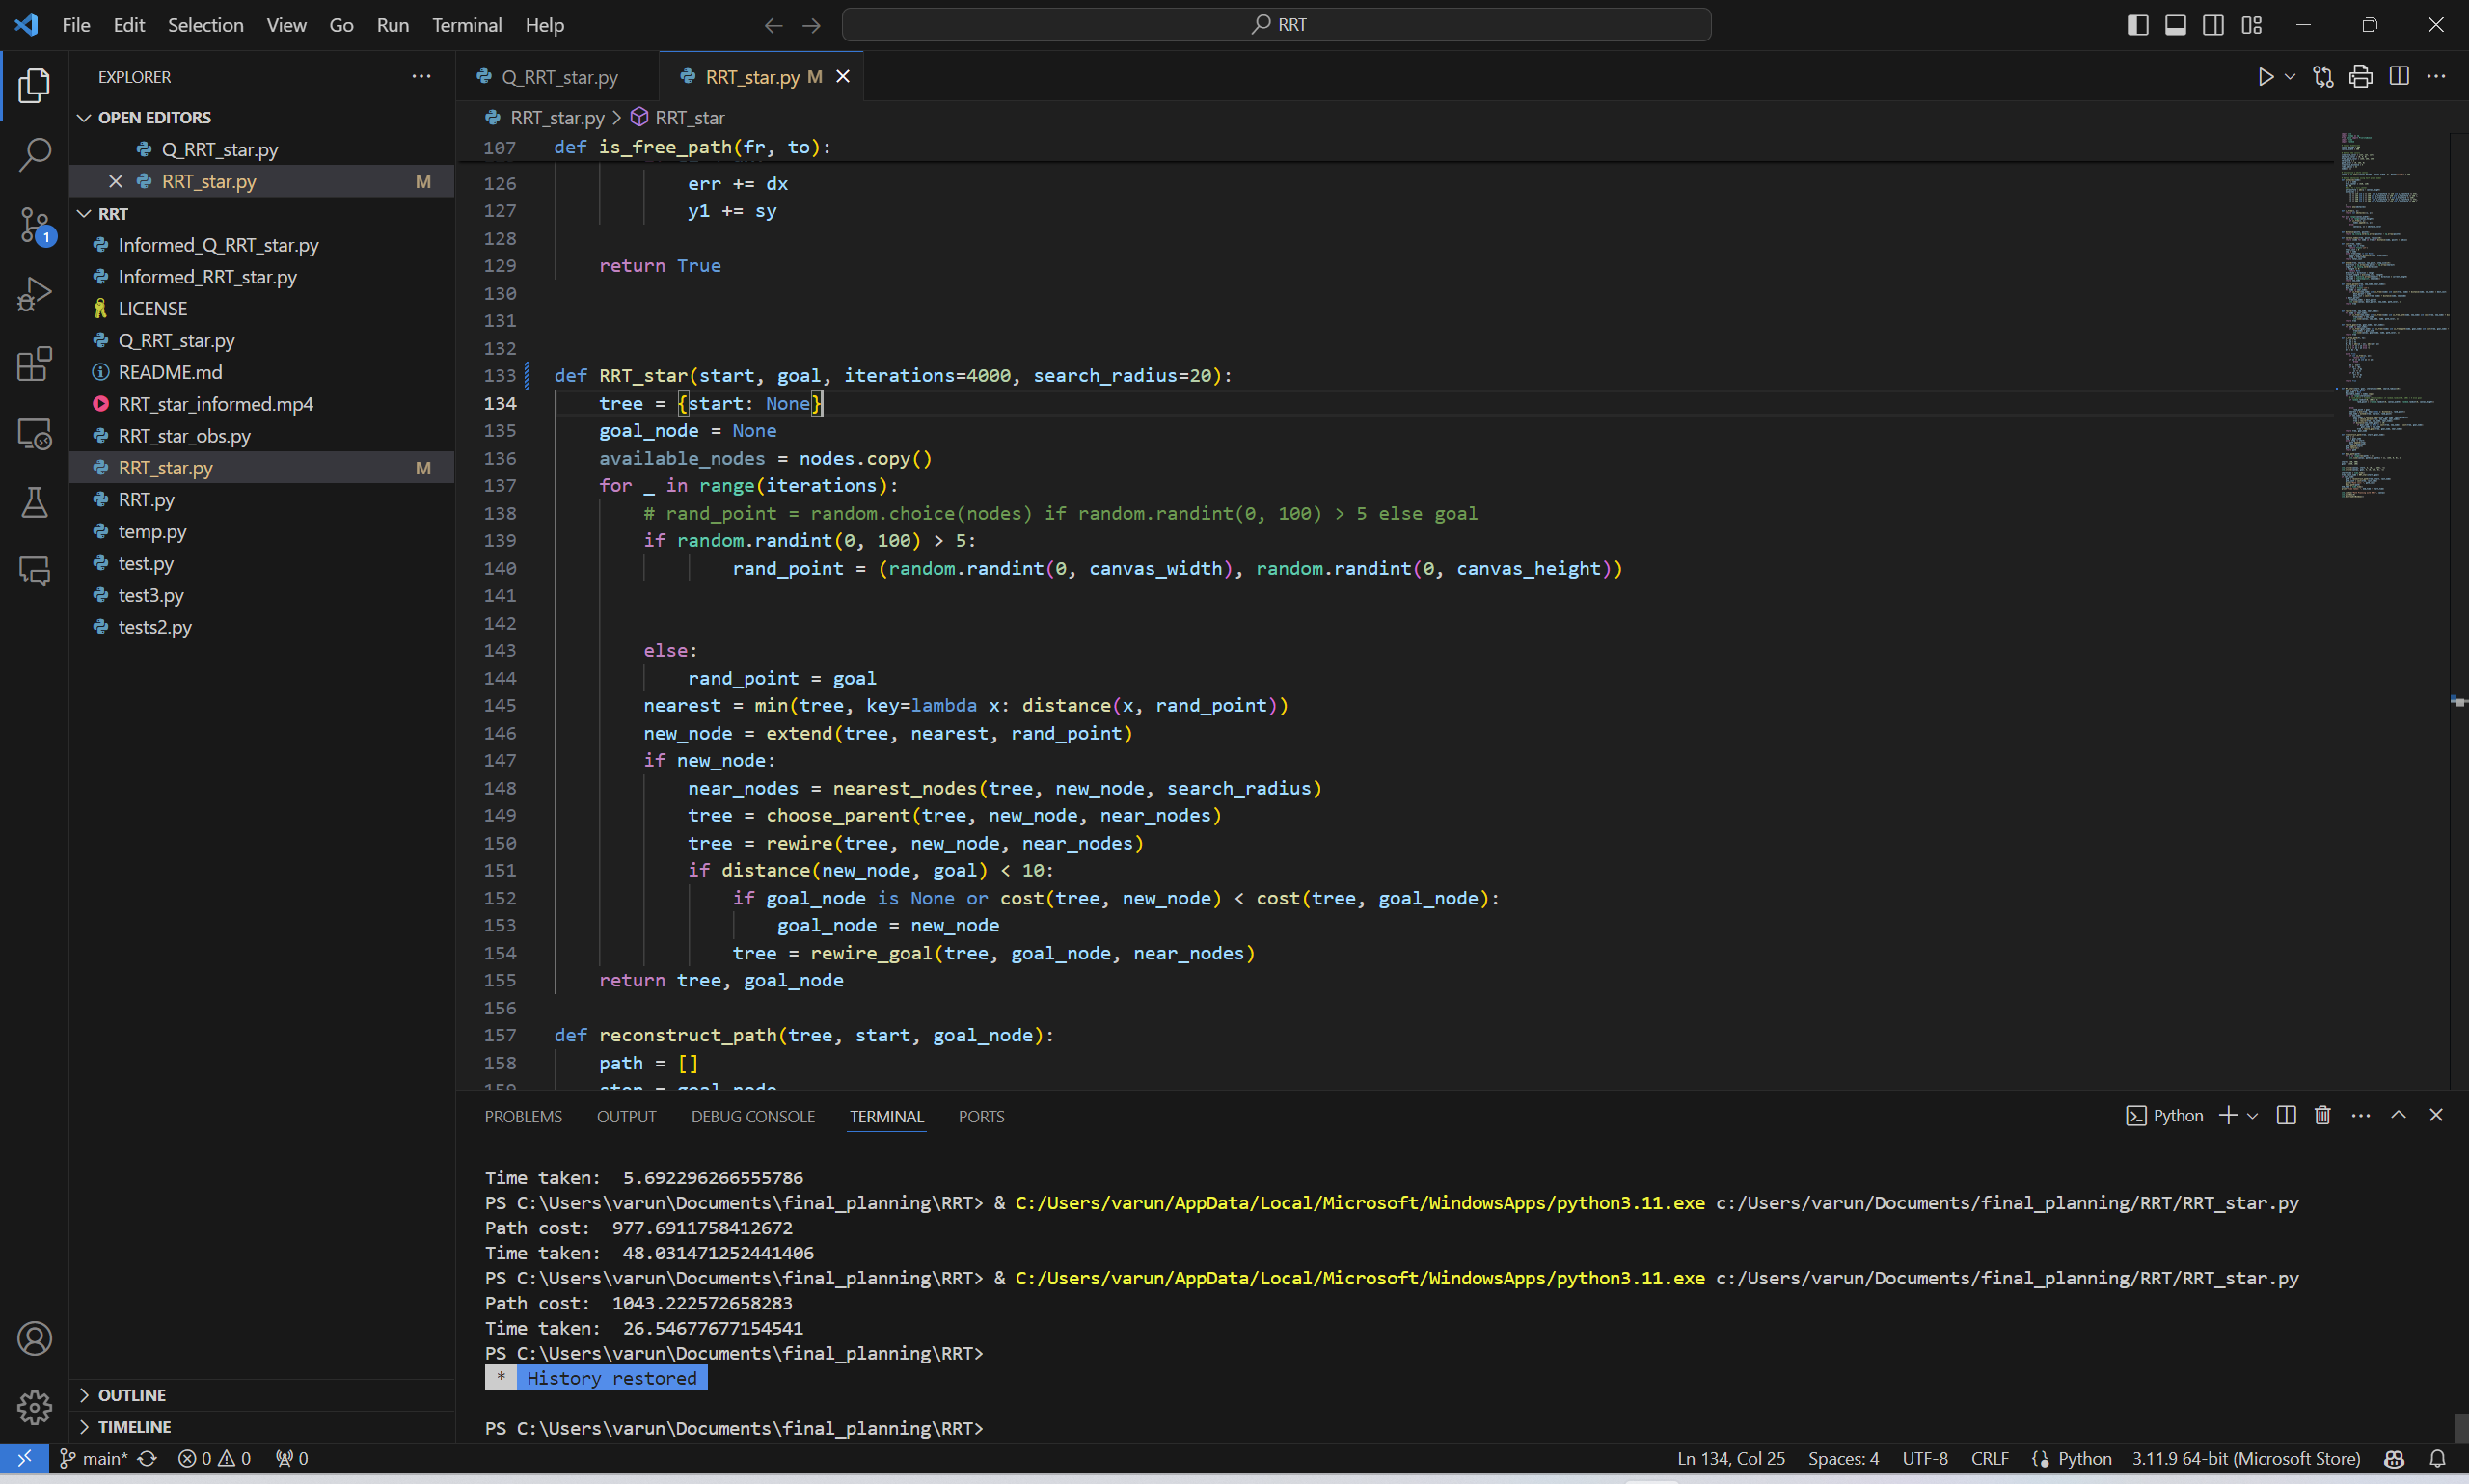 File Edit Selection View Go Run Terminal Help
RRT
EXPLORER
OPEN EDITORS
Q_RRT_star.py
RRT_star.py M
RRT
Informed_Q_RRT_star.py
Informed_RRT_star.py
LICENSE
Q_RRT_star.py
README.md
RRT_star_informed.mp4
RRT_star_obs.py
RRT_star.py M
RRT.py
temp.py
test.py
test3.py
tests2.py
OUTLINE
TIMELINE
1
Q_RRT_star.py RRT_star.py M
RRT_star.py > RRT_star
107 def is_free_path(fr, to):
126 err += dx
127 y1 += sy
128
129 return True
130
131
132
133 def RRT_star(start, goal, iterations=4000, search_radius=20):
134 tree = {start: None}
135 goal_node = None
136 available_nodes = nodes.copy()
137 for _ in range(iterations):
138 # rand_point = random.choice(nodes) if random.randint(0, 100) > 5 else goal
139 if random.randint(0, 100) > 5:
140 rand_point = (random.randint(0, canvas_width), random.randint(0, canvas_height))
141
142
143 else:
144 rand_point = goal
145 nearest = min(tree, key=lambda x: distance(x, rand_point))
146 new_node = extend(tree, nearest, rand_point)
147 if new_node:
148 near_nodes = nearest_nodes(tree, new_node, search_radius)
149 tree = choose_parent(tree, new_node, near_nodes)
150 tree = rewire(tree, new_node, near_nodes)
151 if distance(new_node, goal) < 10:
152 if goal_node is None or cost(tree, new_node) < cost(tree, goal_node):
153 goal_node = new_node
154 tree = rewire_goal(tree, goal_node, near_nodes)
155 return tree, goal_node
156
157 def reconstruct_path(tree, start, goal_node):
158 path = []
159 step = goal_node
PROBLEMS OUTPUT DEBUG CONSOLE TERMINAL PORTS
Python
Time taken:  5.692296266555786
PS C:\Users\varun\Documents\final_planning\RRT> & C:/Users/varun/AppData/Local/Microsoft/WindowsApps/python3.11.exe c:/Users/varun/Documents/final_planning/RRT/RRT_star.py
Path cost:  977.6911758412672
Time taken:  48.031471252441406
PS C:\Users\varun\Documents\final_planning\RRT> & C:/Users/varun/AppData/Local/Microsoft/WindowsApps/python3.11.exe c:/Users/varun/Documents/final_planning/RRT/RRT_star.py
Path cost:  1043.222572658283
Time taken:  26.54677677154541
PS C:\Users\varun\Documents\final_planning\RRT>
* History restored
PS C:\Users\varun\Documents\final_planning\RRT>
main* 0 0 0 Ln 134, Col 25 Spaces: 4 UTF-8 CRLF Python 3.11.9 64-bit (Microsoft Store)